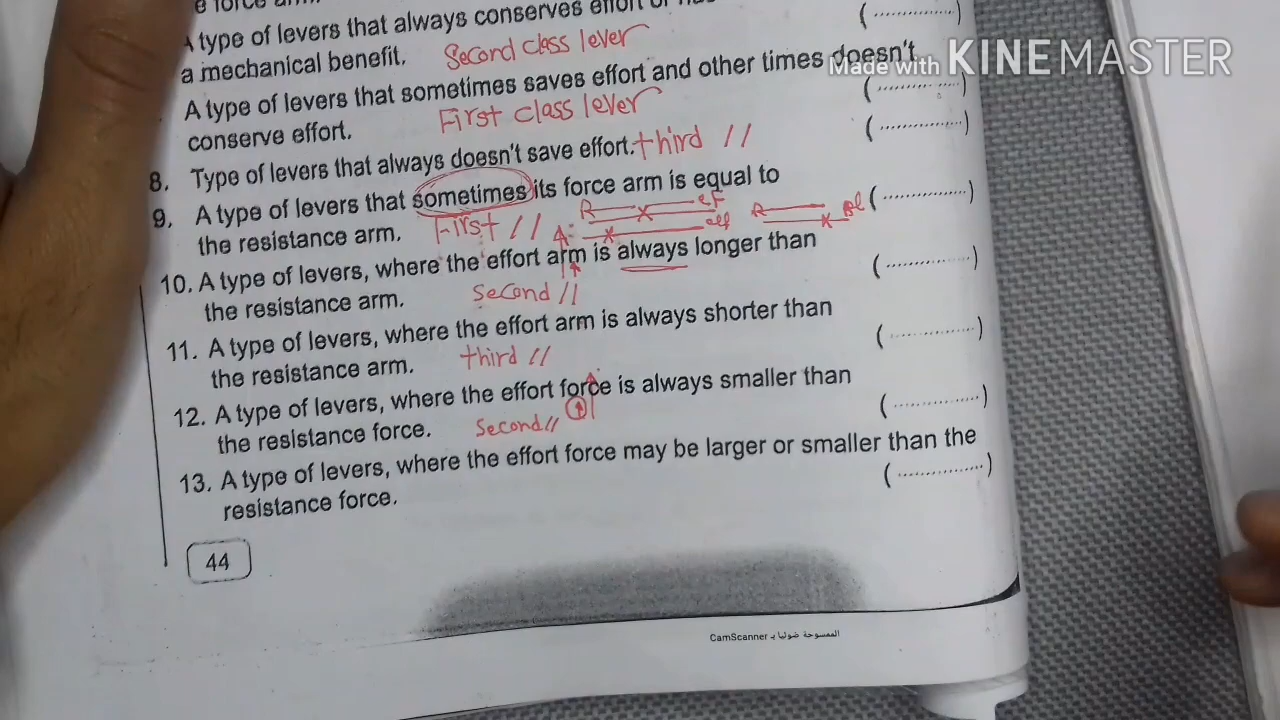 A type of levers that always conserves effort or
a mechanical benefit. Second class lever
(..............)
A type of levers that sometimes saves effort and other times doesn't
conserve effort. First class lever
(..............)
8. Type of levers that always doesn't save effort. third //
(..............)
9. A type of levers that sometimes its force arm is equal to
the resistance arm. First //
(..............)
10. A type of levers, where the effort arm is always longer than
the resistance arm. second //
(..............)
11. A type of levers, where the effort arm is always shorter than
the resistance arm. third //
(..............)
12. A type of levers, where the effort force is always smaller than
the resistance force. Second //
(..............)
13. A type of levers, where the effort force may be larger or smaller than the
resistance force.
(..............)
44
CamScanner الممسوحة ضوئيا بـ
Made with KINEMASTER